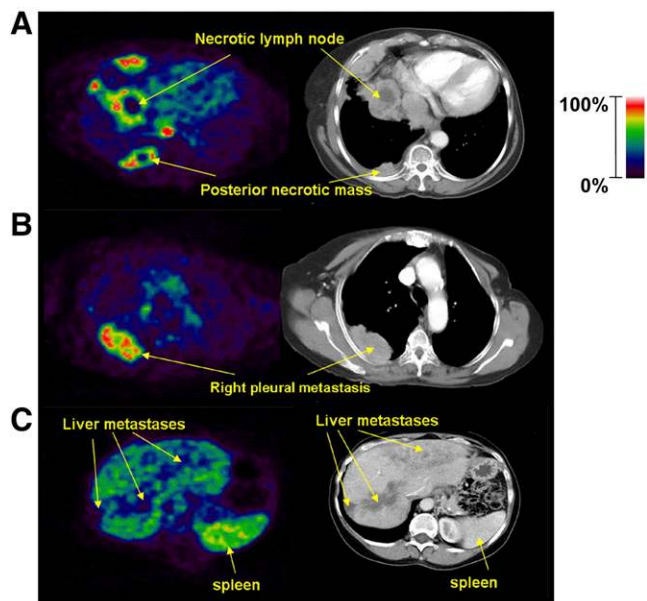 A
Necrotic lymph node
100%
0%
Posterior necrotic mass
B
Right pleural metastasis
C
Liver metastases
Liver metastases
spleen
spleen